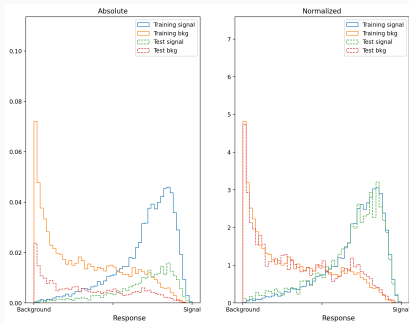 Absolute
Training signal
Training bkg
Test signal
Test bkg
0.10
0.08
0.06
0.04
0.02
0.00
Background
Signal
Response
Normalized
Training signal
Training bkg
Test signal
Test bkg
7
6
5
4
3
2
1
0
Background
Signal
Response